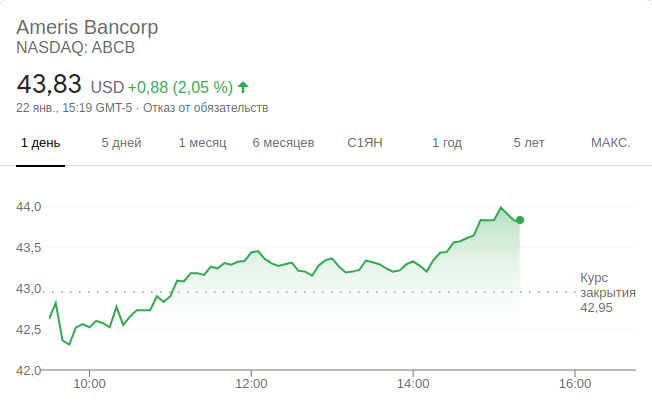 Ameris Bancorp
NASDAQ: ABCB
43,83 USD +0,88 (2,05 %)
22 янв., 15:19 GMT-5 · Отказ от обязательств
1 день 5 дней 1 месяц 6 месяцев С1ЯН 1 год 5 лет МАКС.
44,0
43,5
43,0
42,5
42,0
Курс
закрытия
42,95
10:00 12:00 14:00 16:00